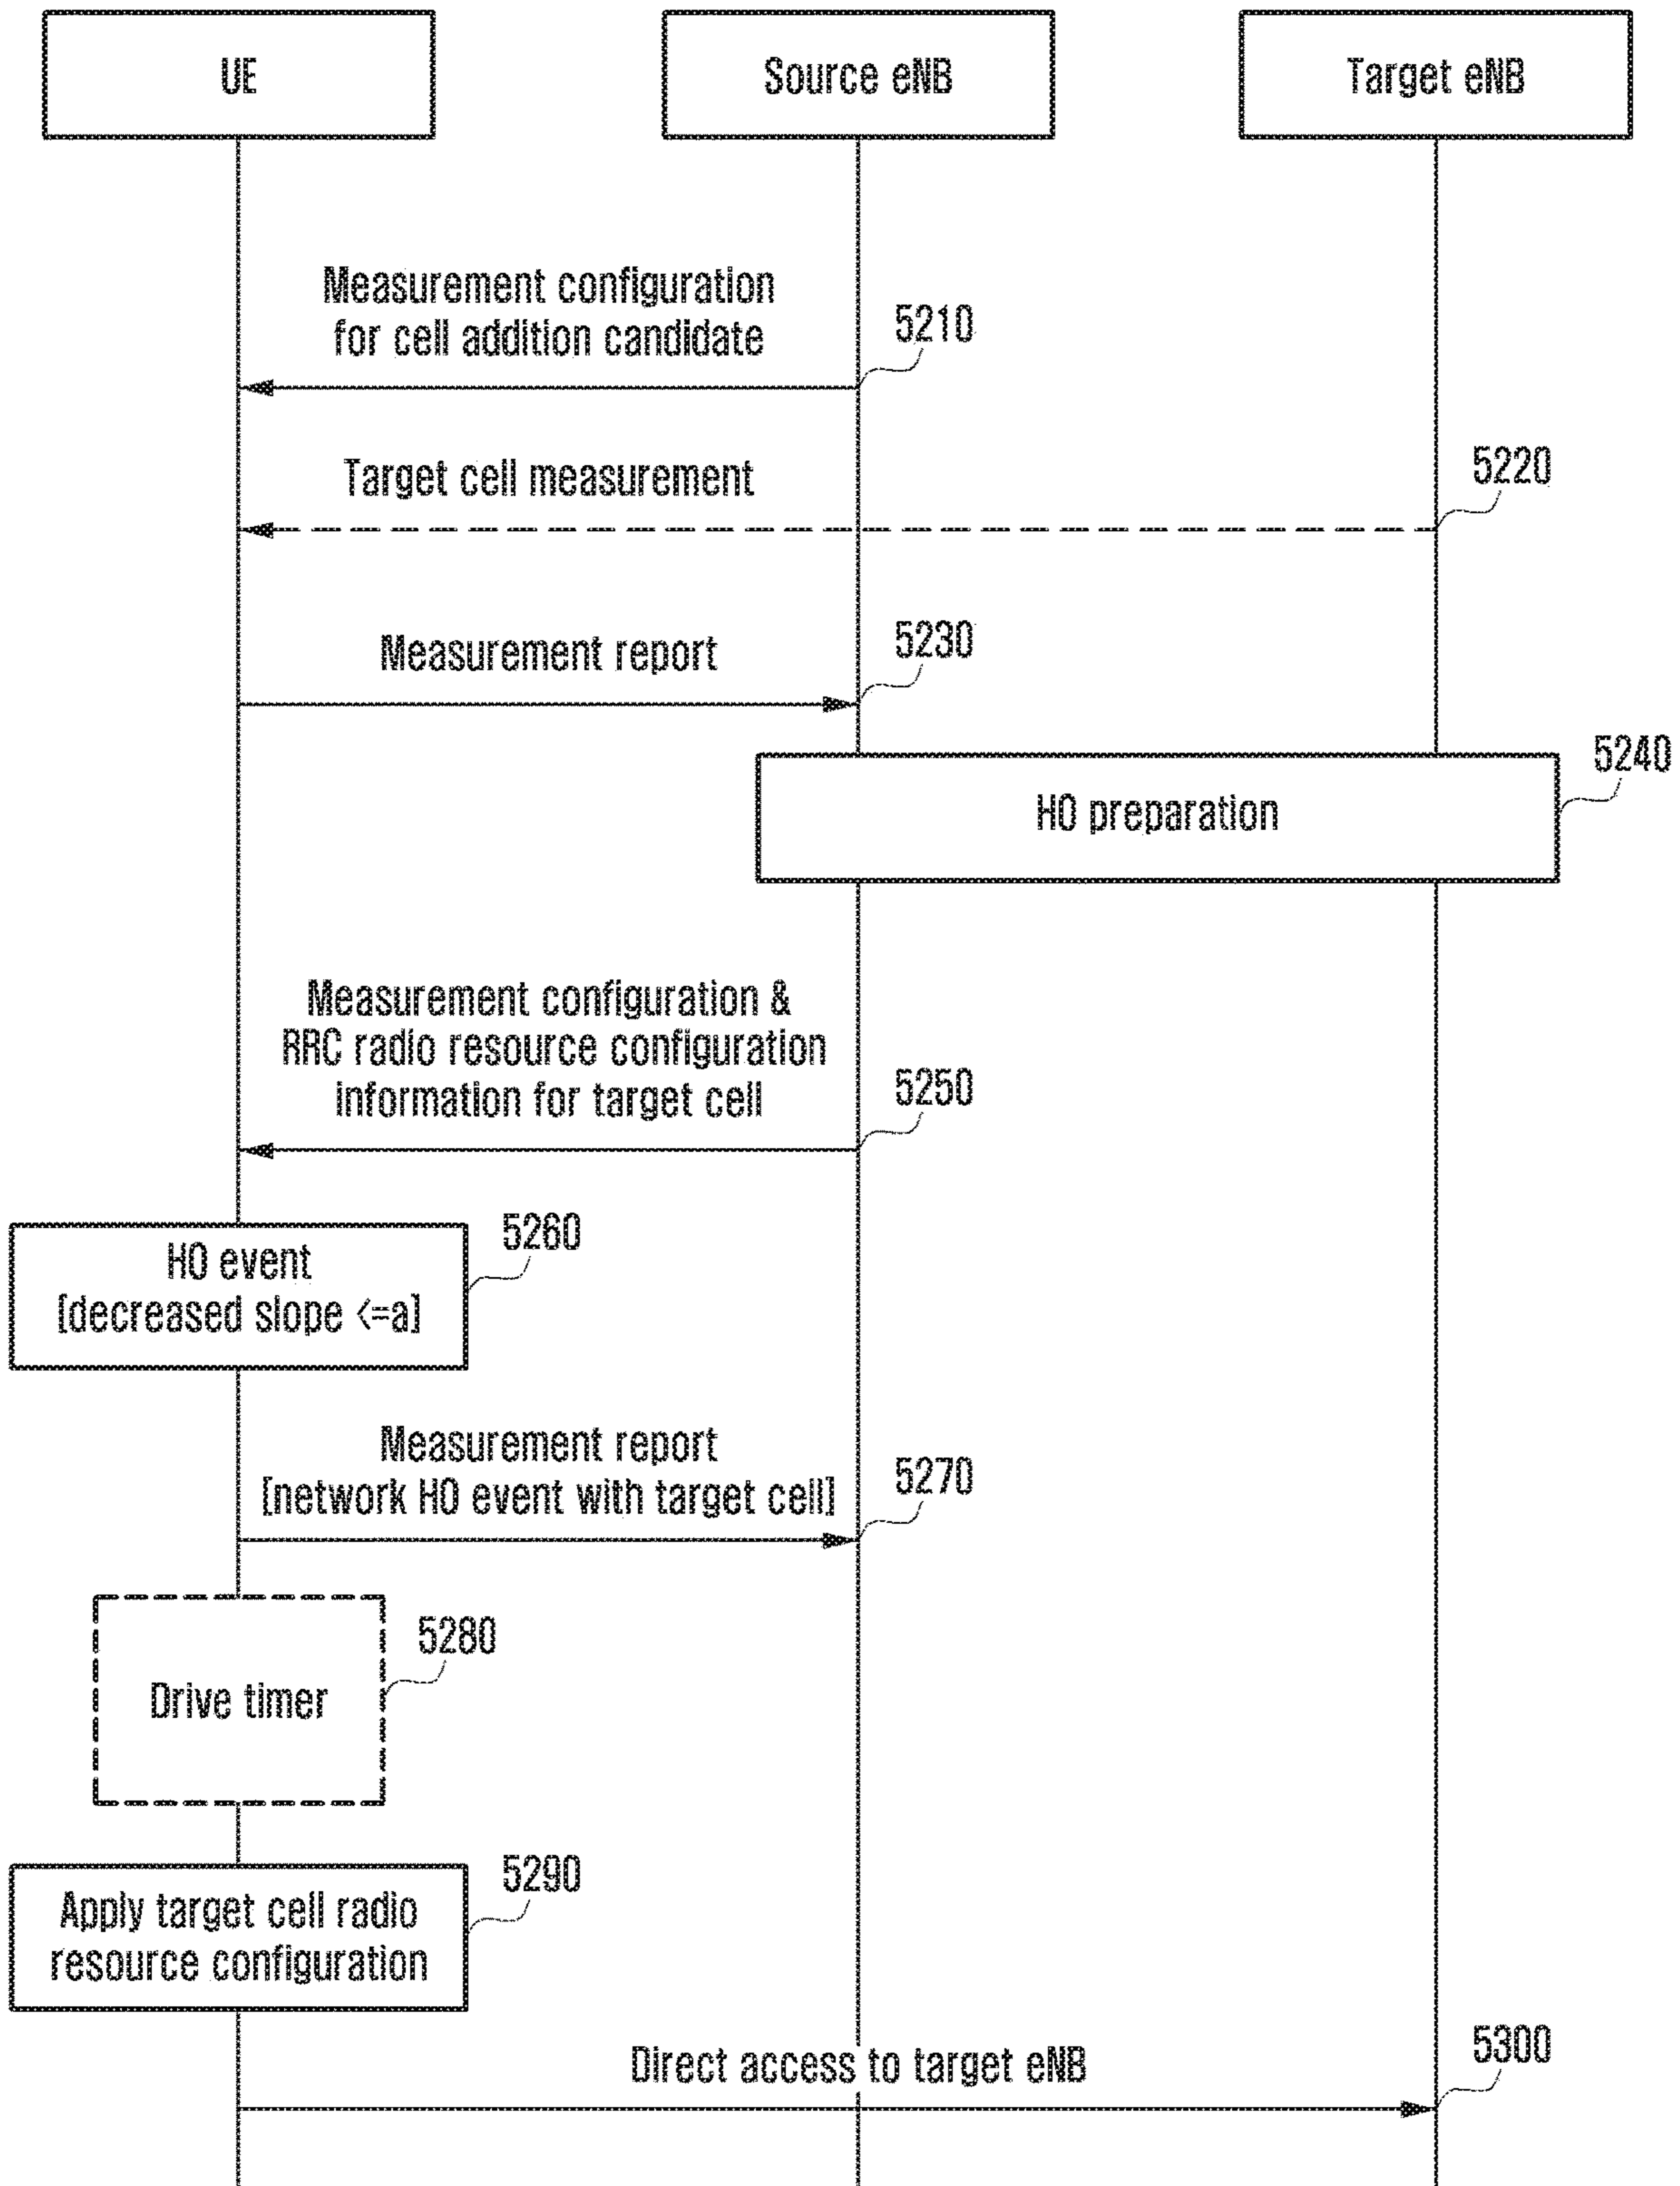 UE
Source eNB
Target eNB
Measurement configuration
for cell addition candidate
5210
Target cell measurement
5220
Measurement report
5230
HO preparation
5240
Measurement configuration &
RRC radio resource configuration
information for target cell
5250
HO event
[decreased slope <=a]
5260
Measurement report
[network HO event with target cell]
5270
Drive timer
5280
Apply target cell radio
resource configuration
5290
Direct access to target eNB
5300